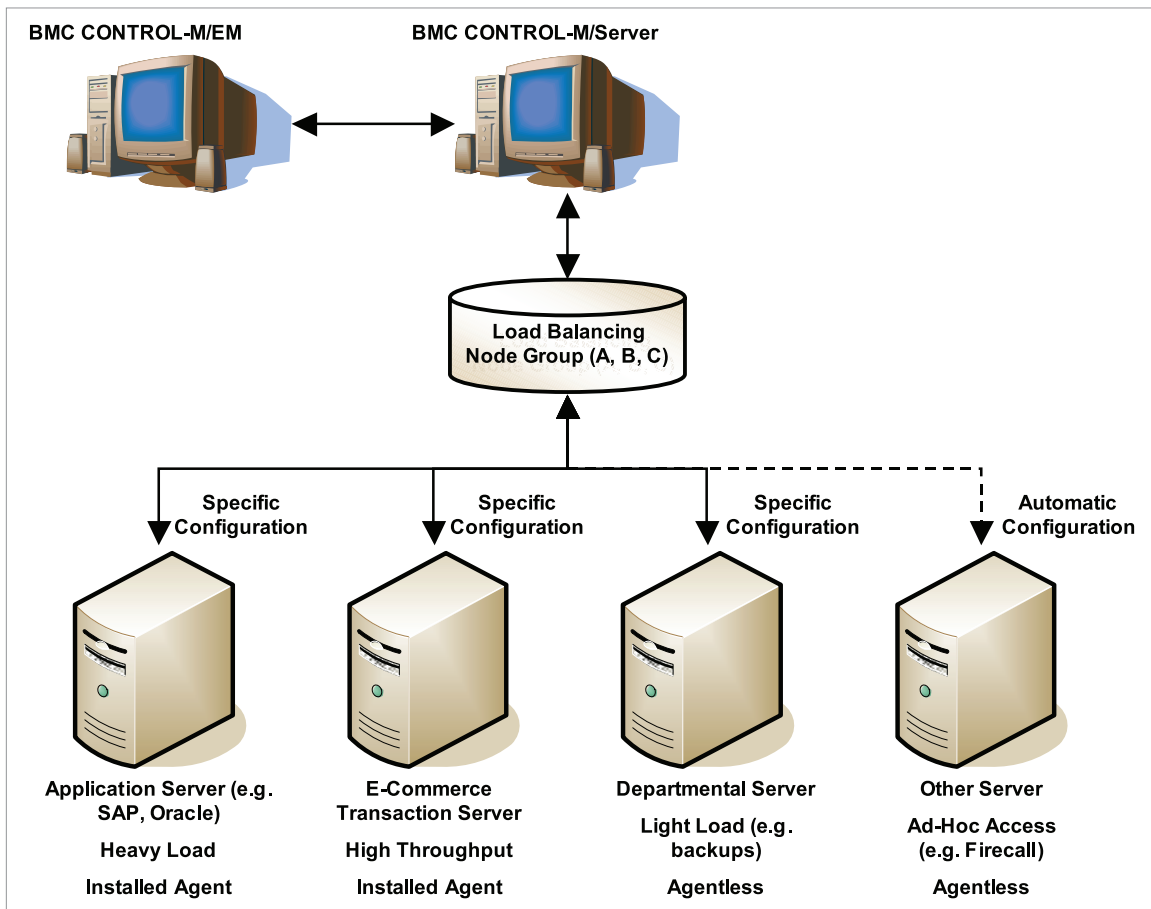 BMC CONTROL-M/EM
BMC CONTROL-M/Server
Load Balancing
Node Group (A, B, C)
Specific
Configuration
Specific
Configuration
Specific
Configuration
Automatic
Configuration
Application Server (e.g.
SAP, Oracle)
Heavy Load
Installed Agent
E-Commerce
Transaction Server
High Throughput
Installed Agent
Departmental Server
Light Load (e.g.
backups)
Agentless
Other Server
Ad-Hoc Access
(e.g. Firecall)
Agentless